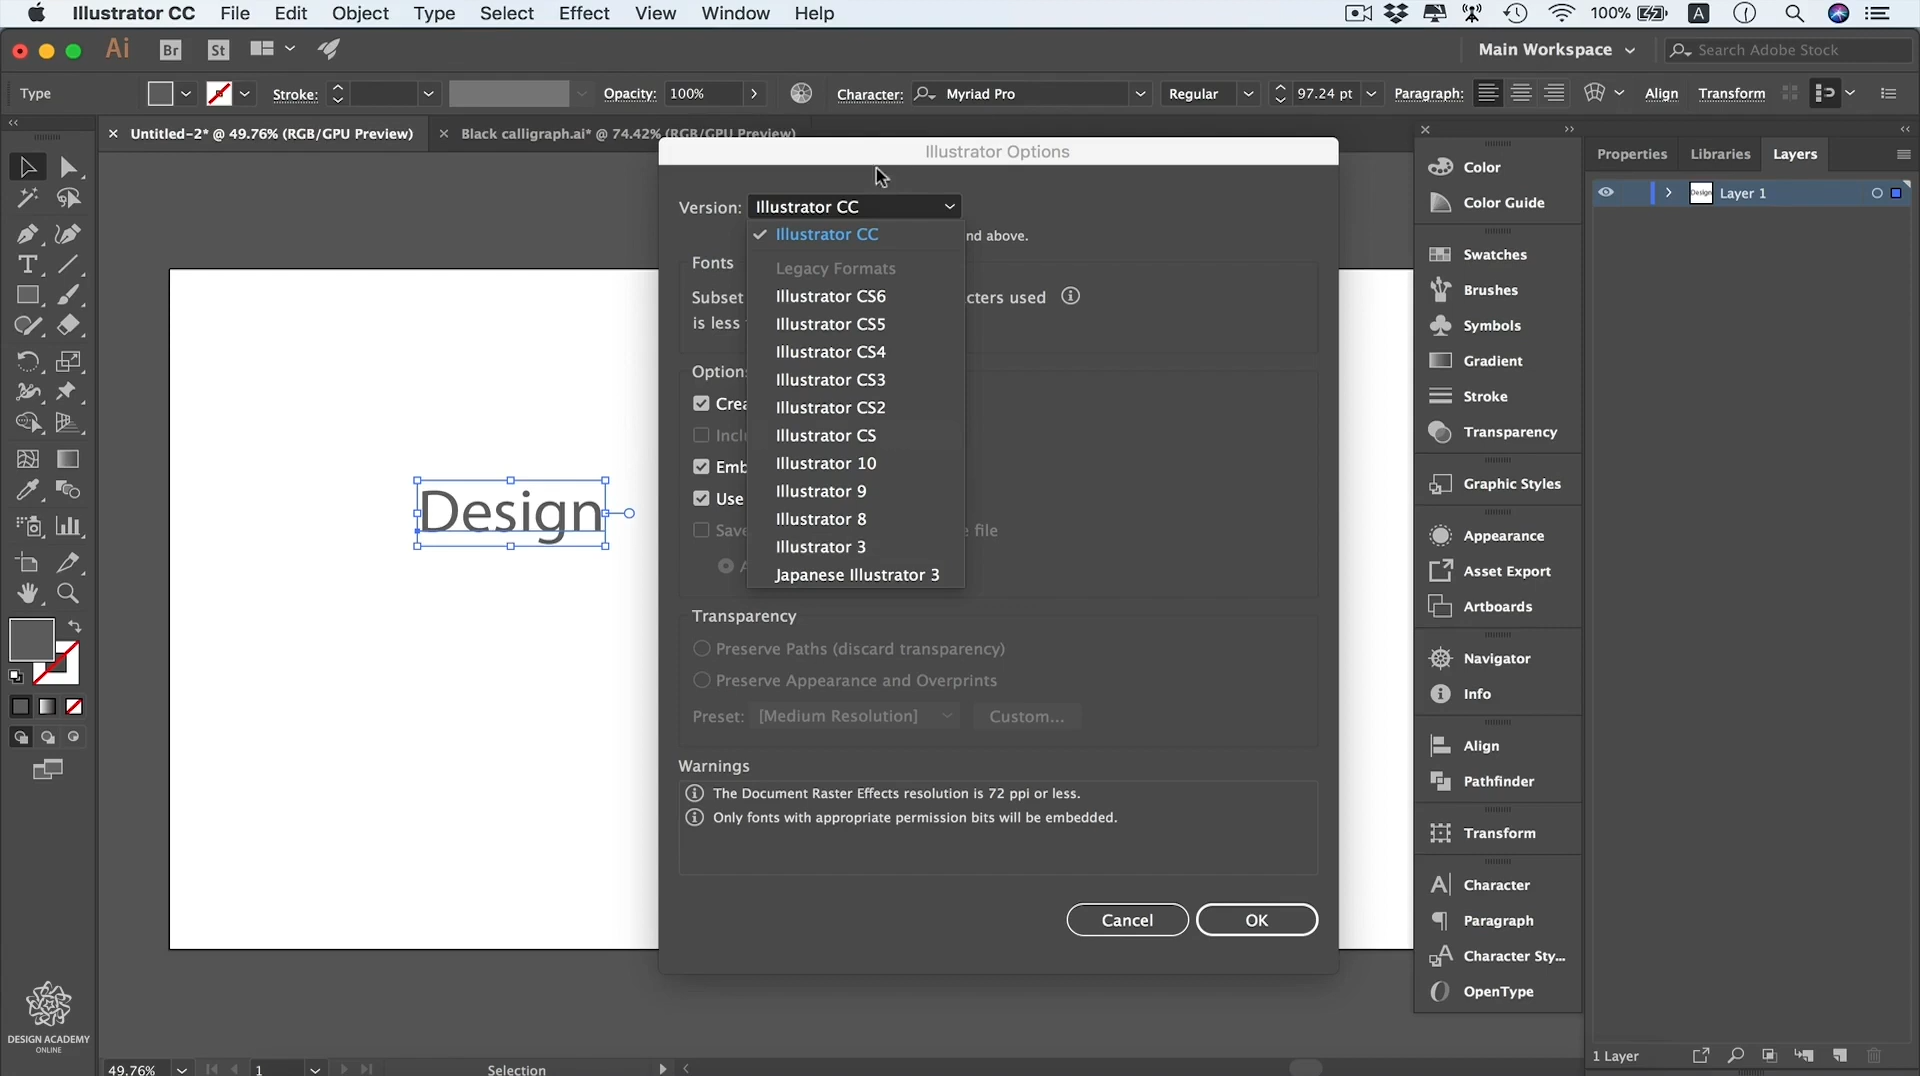 Illustrator CC File Edit Object Type Select Effect View Window Help
100% A
Ai Br St
Main Workspace Search Adobe Stock
Type Stroke: Opacity: 100% Character: Myriad Pro Regular 97.24 pt Paragraph: Align Transform
Untitled-2* @ 49.76% (RGB/GPU Preview)
Black calligraph.ai* @ 74.42% (RGB/GPU Preview)
Illustrator Options
Version: Illustrator CC
Illustrator CC
nd above.
Fonts
Legacy Formats
Subset
Illustrator CS6
cters used
is less
Illustrator CS5
Illustrator CS4
Options
Illustrator CS3
Crea
Illustrator CS2
Inclu
Illustrator CS
Emb
Illustrator 10
Use
Illustrator 9
Illustrator 8
Save
e file
Illustrator 3
A
Japanese Illustrator 3
Transparency
Preserve Paths (discard transparency)
Preserve Appearance and Overprints
Preset: [Medium Resolution] Custom...
Warnings
The Document Raster Effects resolution is 72 ppi or less.
Only fonts with appropriate permission bits will be embedded.
Cancel OK
Design
Color
Color Guide
Swatches
Brushes
Symbols
Gradient
Stroke
Transparency
Graphic Styles
Appearance
Asset Export
Artboards
Navigator
Info
Align
Pathfinder
Transform
Character
Paragraph
Character Sty...
OpenType
Properties Libraries Layers
Design Layer 1
1 Layer
DESIGN ACADEMY
ONLINE
49.76% 1 Selection